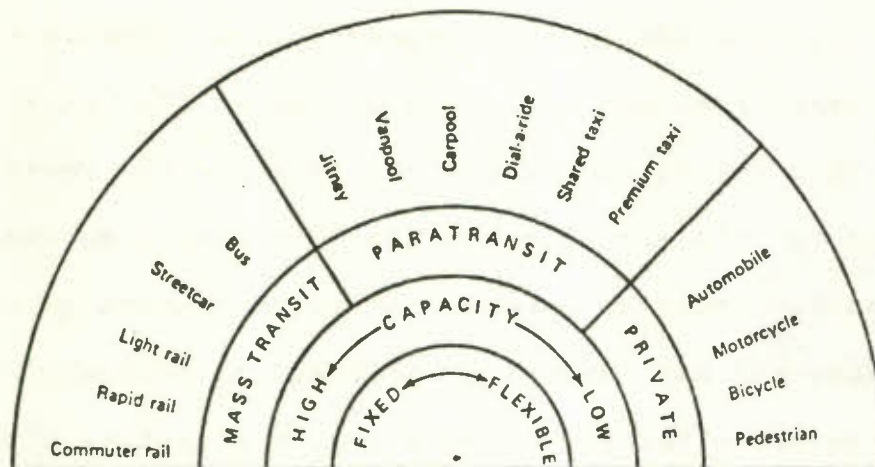 Commuter rail
Rapid rail
Light rail
Streetcar
Bus
Jitney
Vanpool
Carpool
Dial-a-ride
Shared taxi
Premium taxi
Automobile
Motorcycle
Bicycle
Pedestrian
MASS TRANSIT
PARATRANSIT
PRIVATE
HIGH
CAPACITY
LOW
FIXED
FLEXIBLE